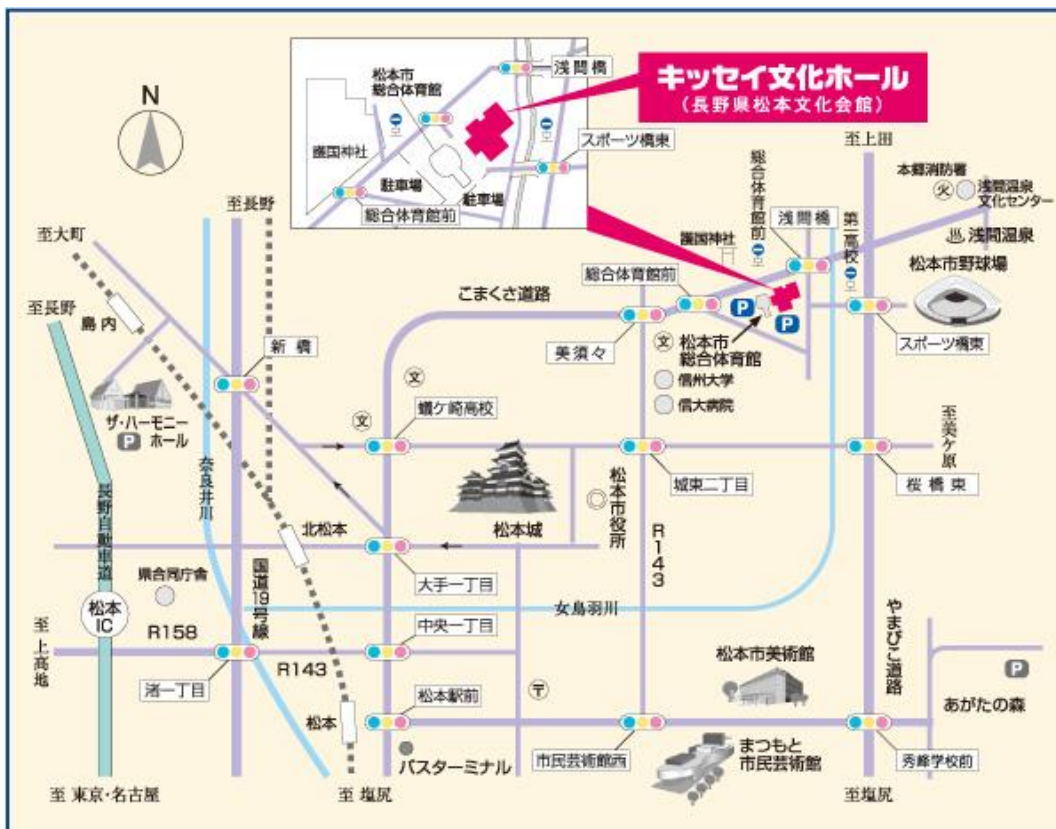 キッセイ文化ホール
(長野県松本文化会館)
浅間橋
松本市
総合体育館
スポーツ橋東
護国神社
駐車場
駐車場
総合体育館前
N
至上田
本郷消防署
火
浅間温泉
文化センター
浅間温泉
総合体育館前
浅間橋
第一高校
護国神社
松本市野球場
総合体育館前
こまくさ道路
P
P
スポーツ橋東
美須々
文
松本市
総合体育館
信州大学
信大病院
至長野
至大町
至長野
島内
新橋
ザ・ハーモニー
ホール
P
文
文
蟻ケ崎高校
至美ケ原
城東二丁目
桜橋東
松本城
松本市役所
R143
奈良井川
長野自動車道
北松本
大手一丁目
県合同庁舎
国道19号線
女鳥羽川
やまびこ道路
松本
IC
至上高地
R158
渚一丁目
R143
中央一丁目
松本市美術館
P
あがたの森
〒
松本
松本駅前
バスターミナル
市民芸術館西
まつもと
市民芸術館
秀峰学校前
至 東京・名古屋
至 塩尻
至塩尻